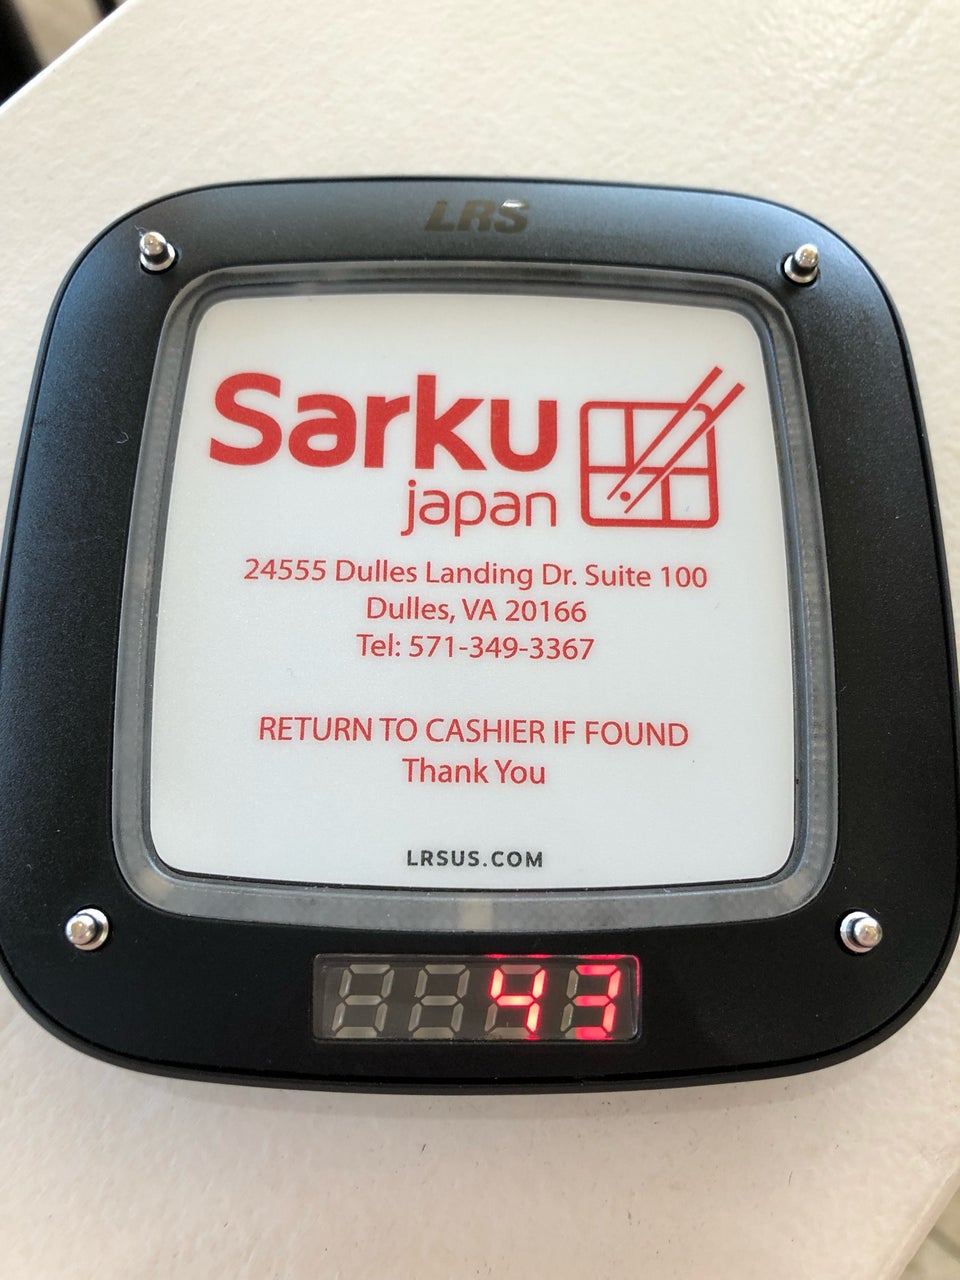 LRS
Sarku
japan
24555 Dulles Landing Dr. Suite 100
Dulles, VA 20166
Tel: 571-349-3367
RETURN TO CASHIER IF FOUND
Thank You
LRSUS.COM
43